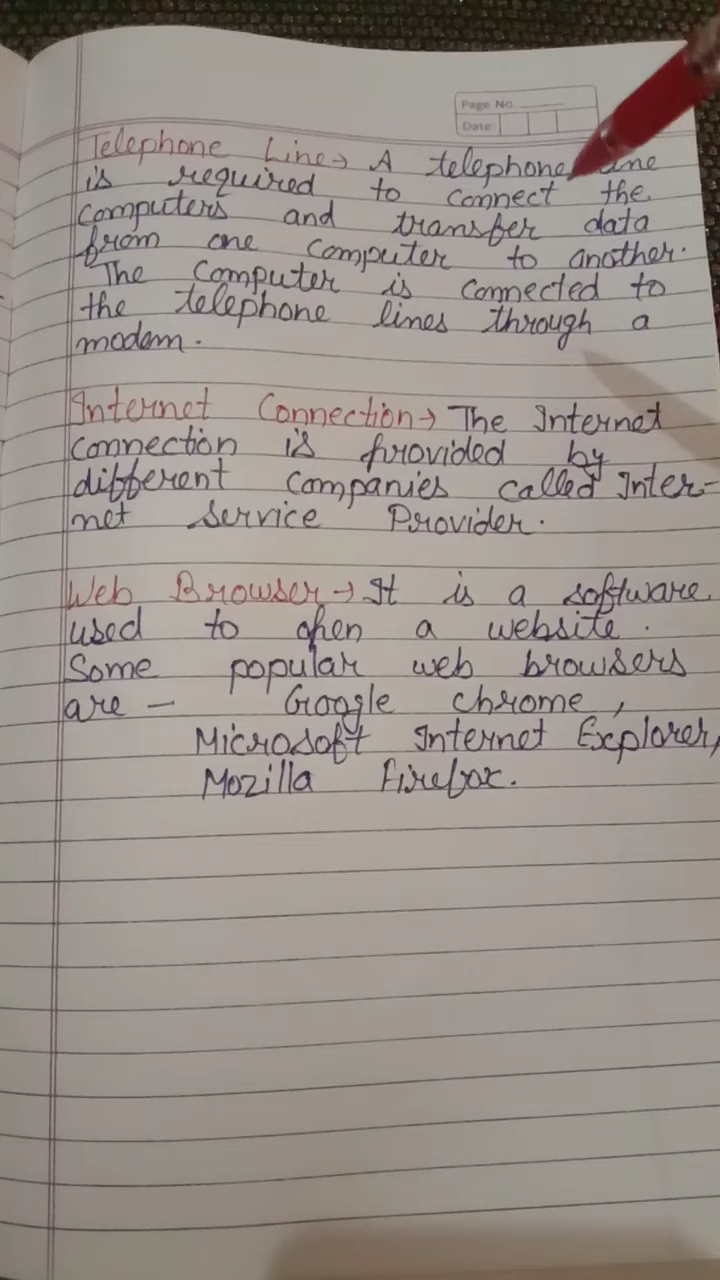 Page No.
Date:
Telephone Line → A telephone line
is required to connect the
computers and transfer data
from one computer to another.
The computer is connected to
the telephone lines through a
modem.
Internet Connection → The Internet
connection is provided by
different companies called Inter-
net service Provider.
Web Browser → It is a software
used to open a website.
Some popular web browsers
are — Google chrome,
Microsoft Internet Explorer,
Mozilla Firefox.